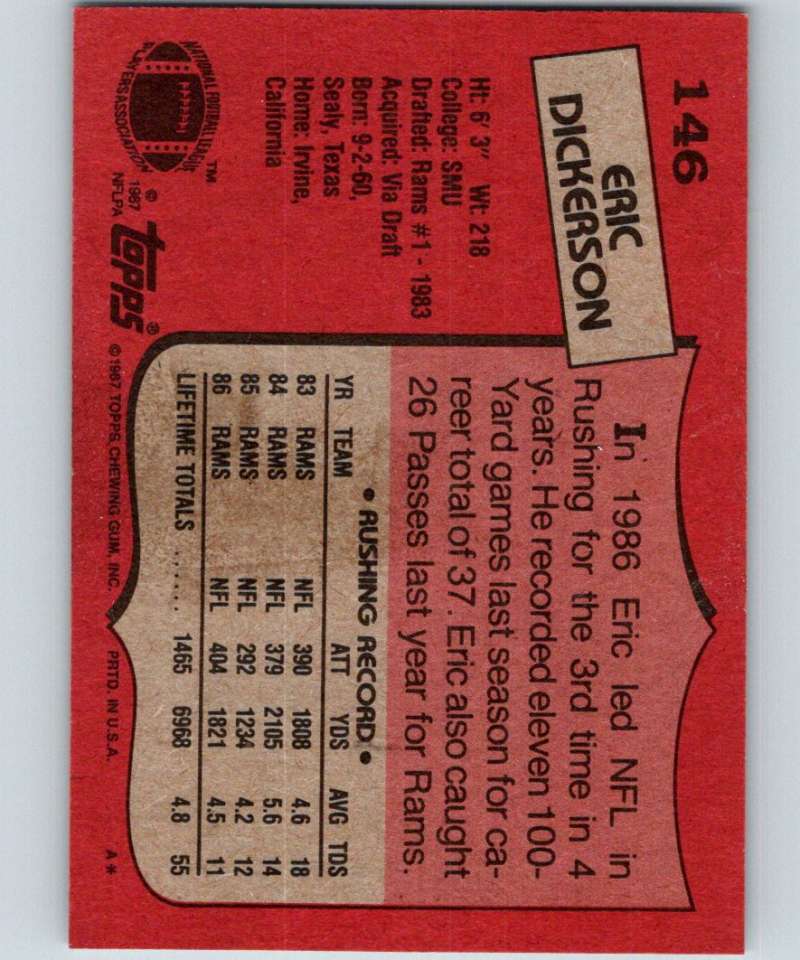 146
ERIC
DICKERSON
Ht: 6' 3" Wt: 218
College: SMU
Drafted: Rams #1 - 1983
Acquired: Via Draft
Born: 9-2-60,
Sealy, Texas
Home: Irvine,
California
NATIONAL FOOTBALL LEAGUE
PLAYERS ASSOCIATION
TM
© 1987
NFLPA
topps®
In 1986 Eric led NFL in
Rushing for the 3rd time in 4
years. He recorded eleven 100-
Yard games last season for ca-
reer total of 37. Eric also caught
26 Passes last year for Rams.
• RUSHING RECORD •
YR TEAM ATT YDS AVG TDS
83 RAMS NFL 390 1808 4.6 18
84 RAMS NFL 379 2105 5.6 14
85 RAMS NFL 292 1234 4.2 12
86 RAMS NFL 404 1821 4.5 11
LIFETIME TOTALS ...... 1465 6968 4.8 55
© 1987 TOPPS CHEWING GUM, INC. PRTD. IN U.S.A. A*